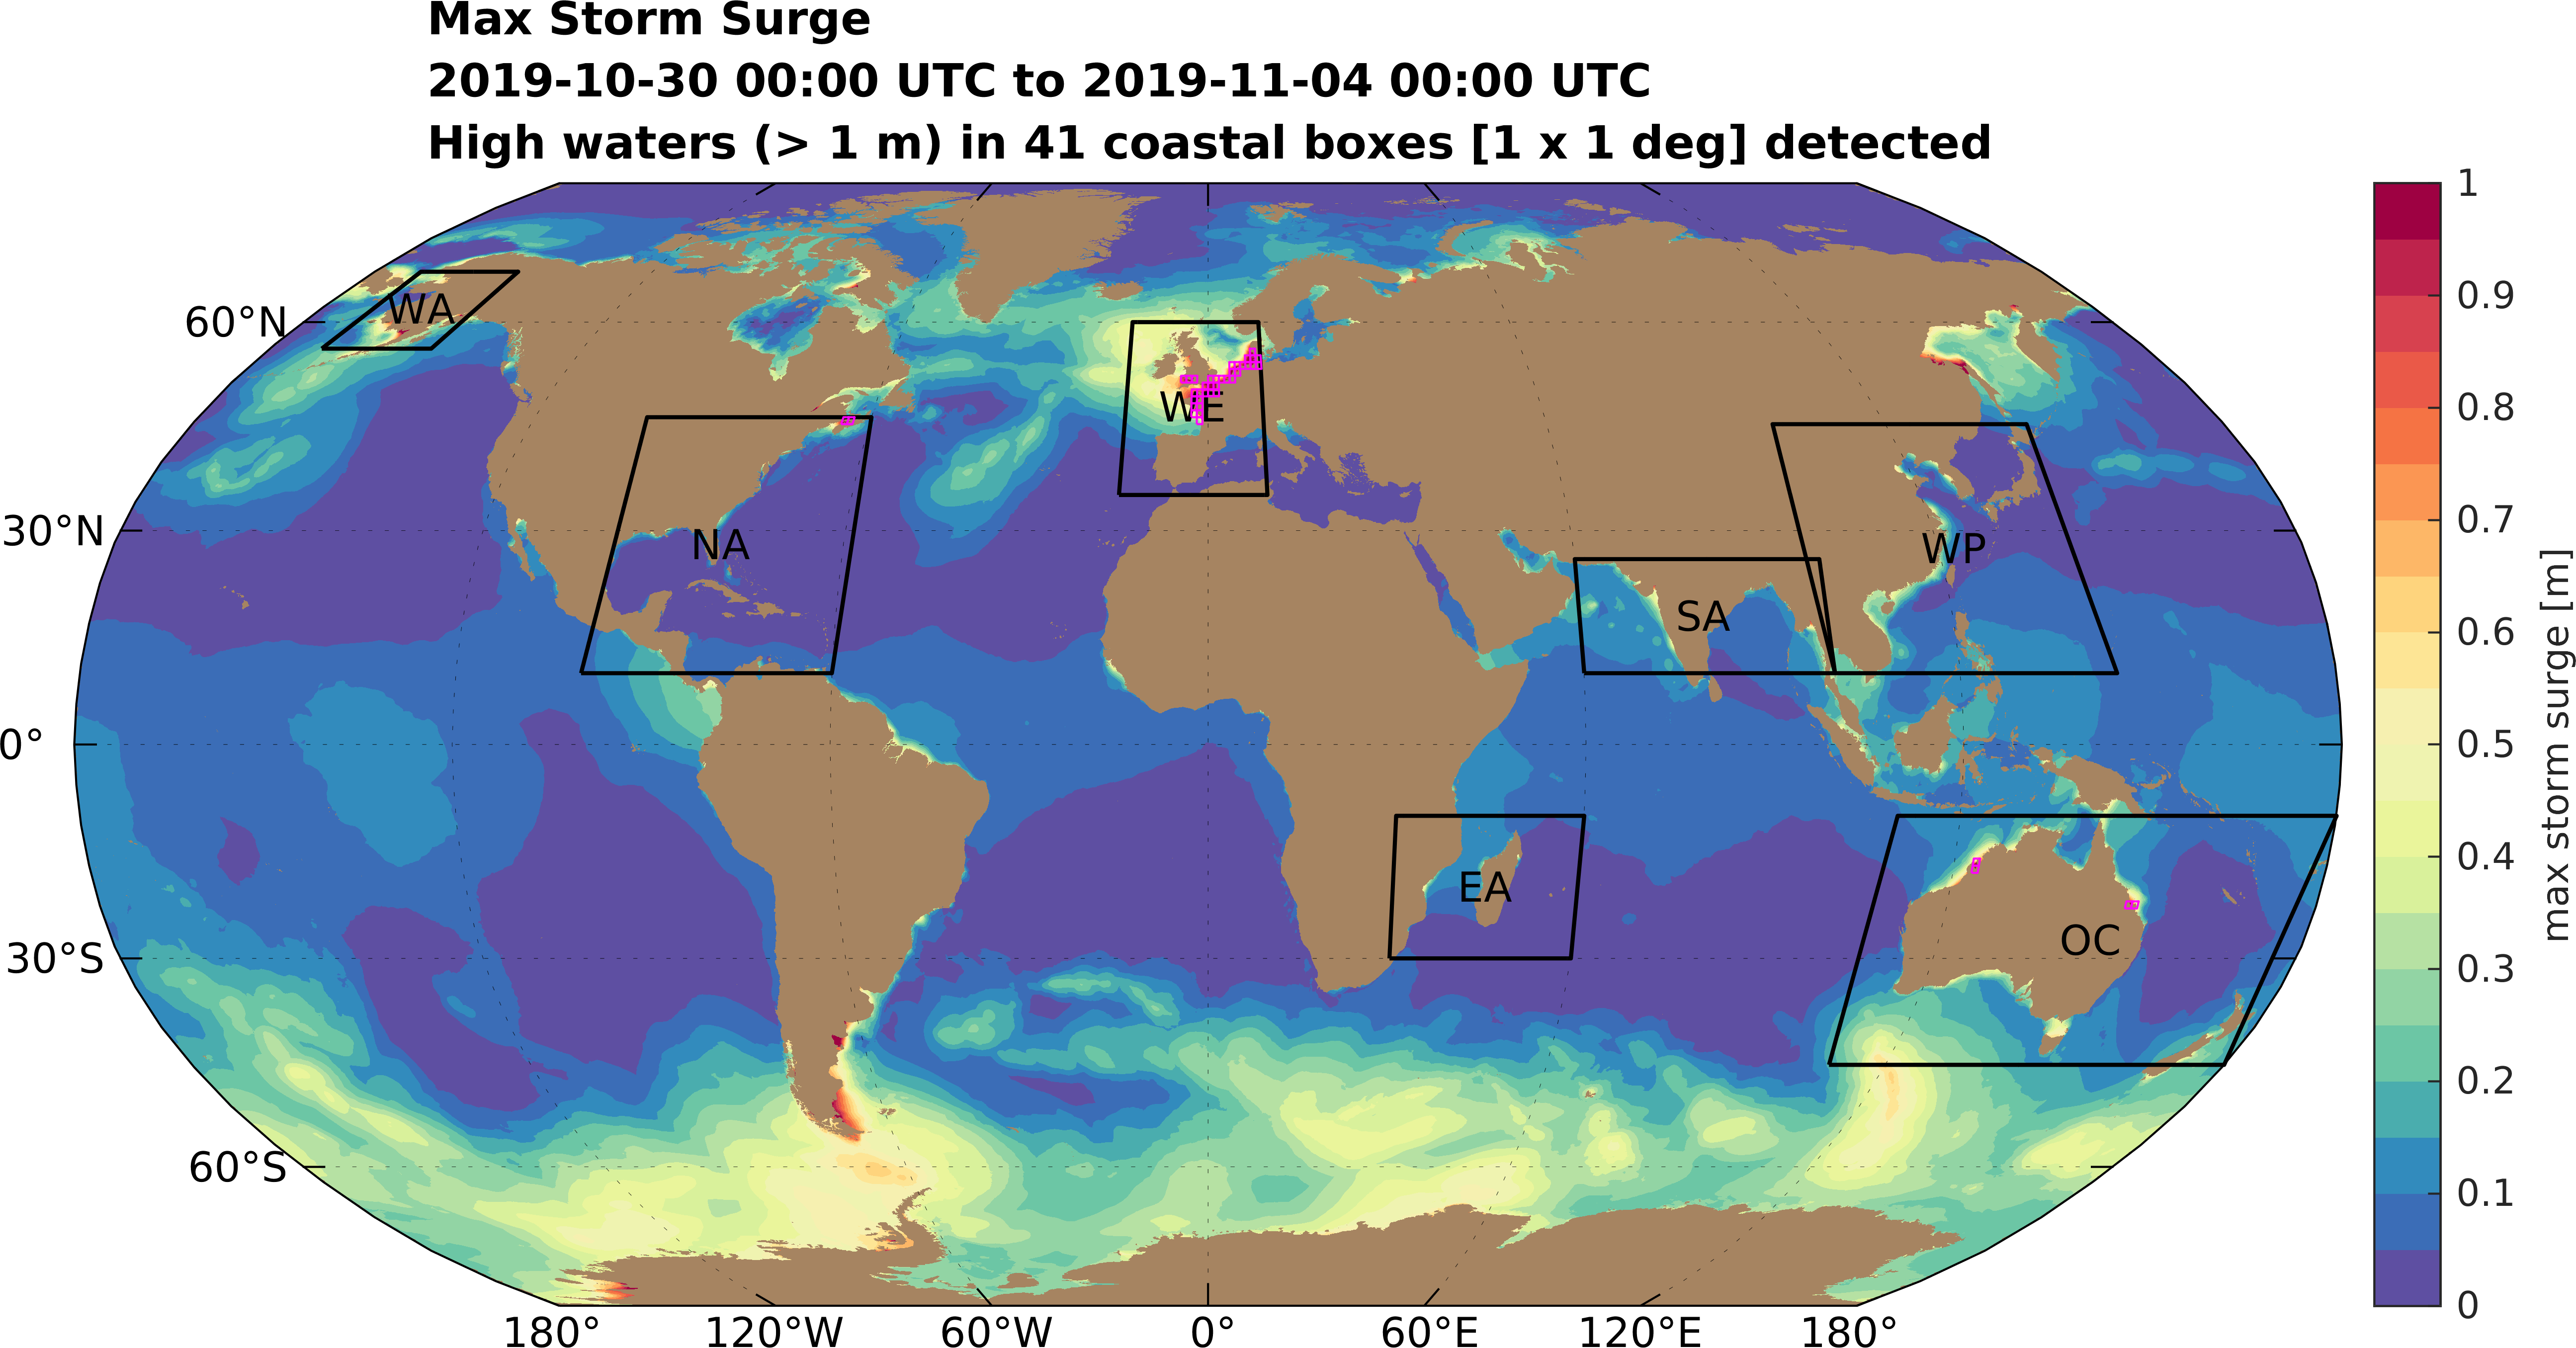 Max Storm Surge
2019-10-30 00:00 UTC to 2019-11-04 00:00 UTC
High waters (> 1 m) in 41 coastal boxes [1 x 1 deg] detected
60°N
30°N
0°
30°S
60°S
WA
NA
WE
SA
WP
EA
OC
180°
120°W
60°W
0°
60°E
120°E
180°
1
0.9
0.8
0.7
0.6
0.5
0.4
0.3
0.2
0.1
0
max storm surge [m]